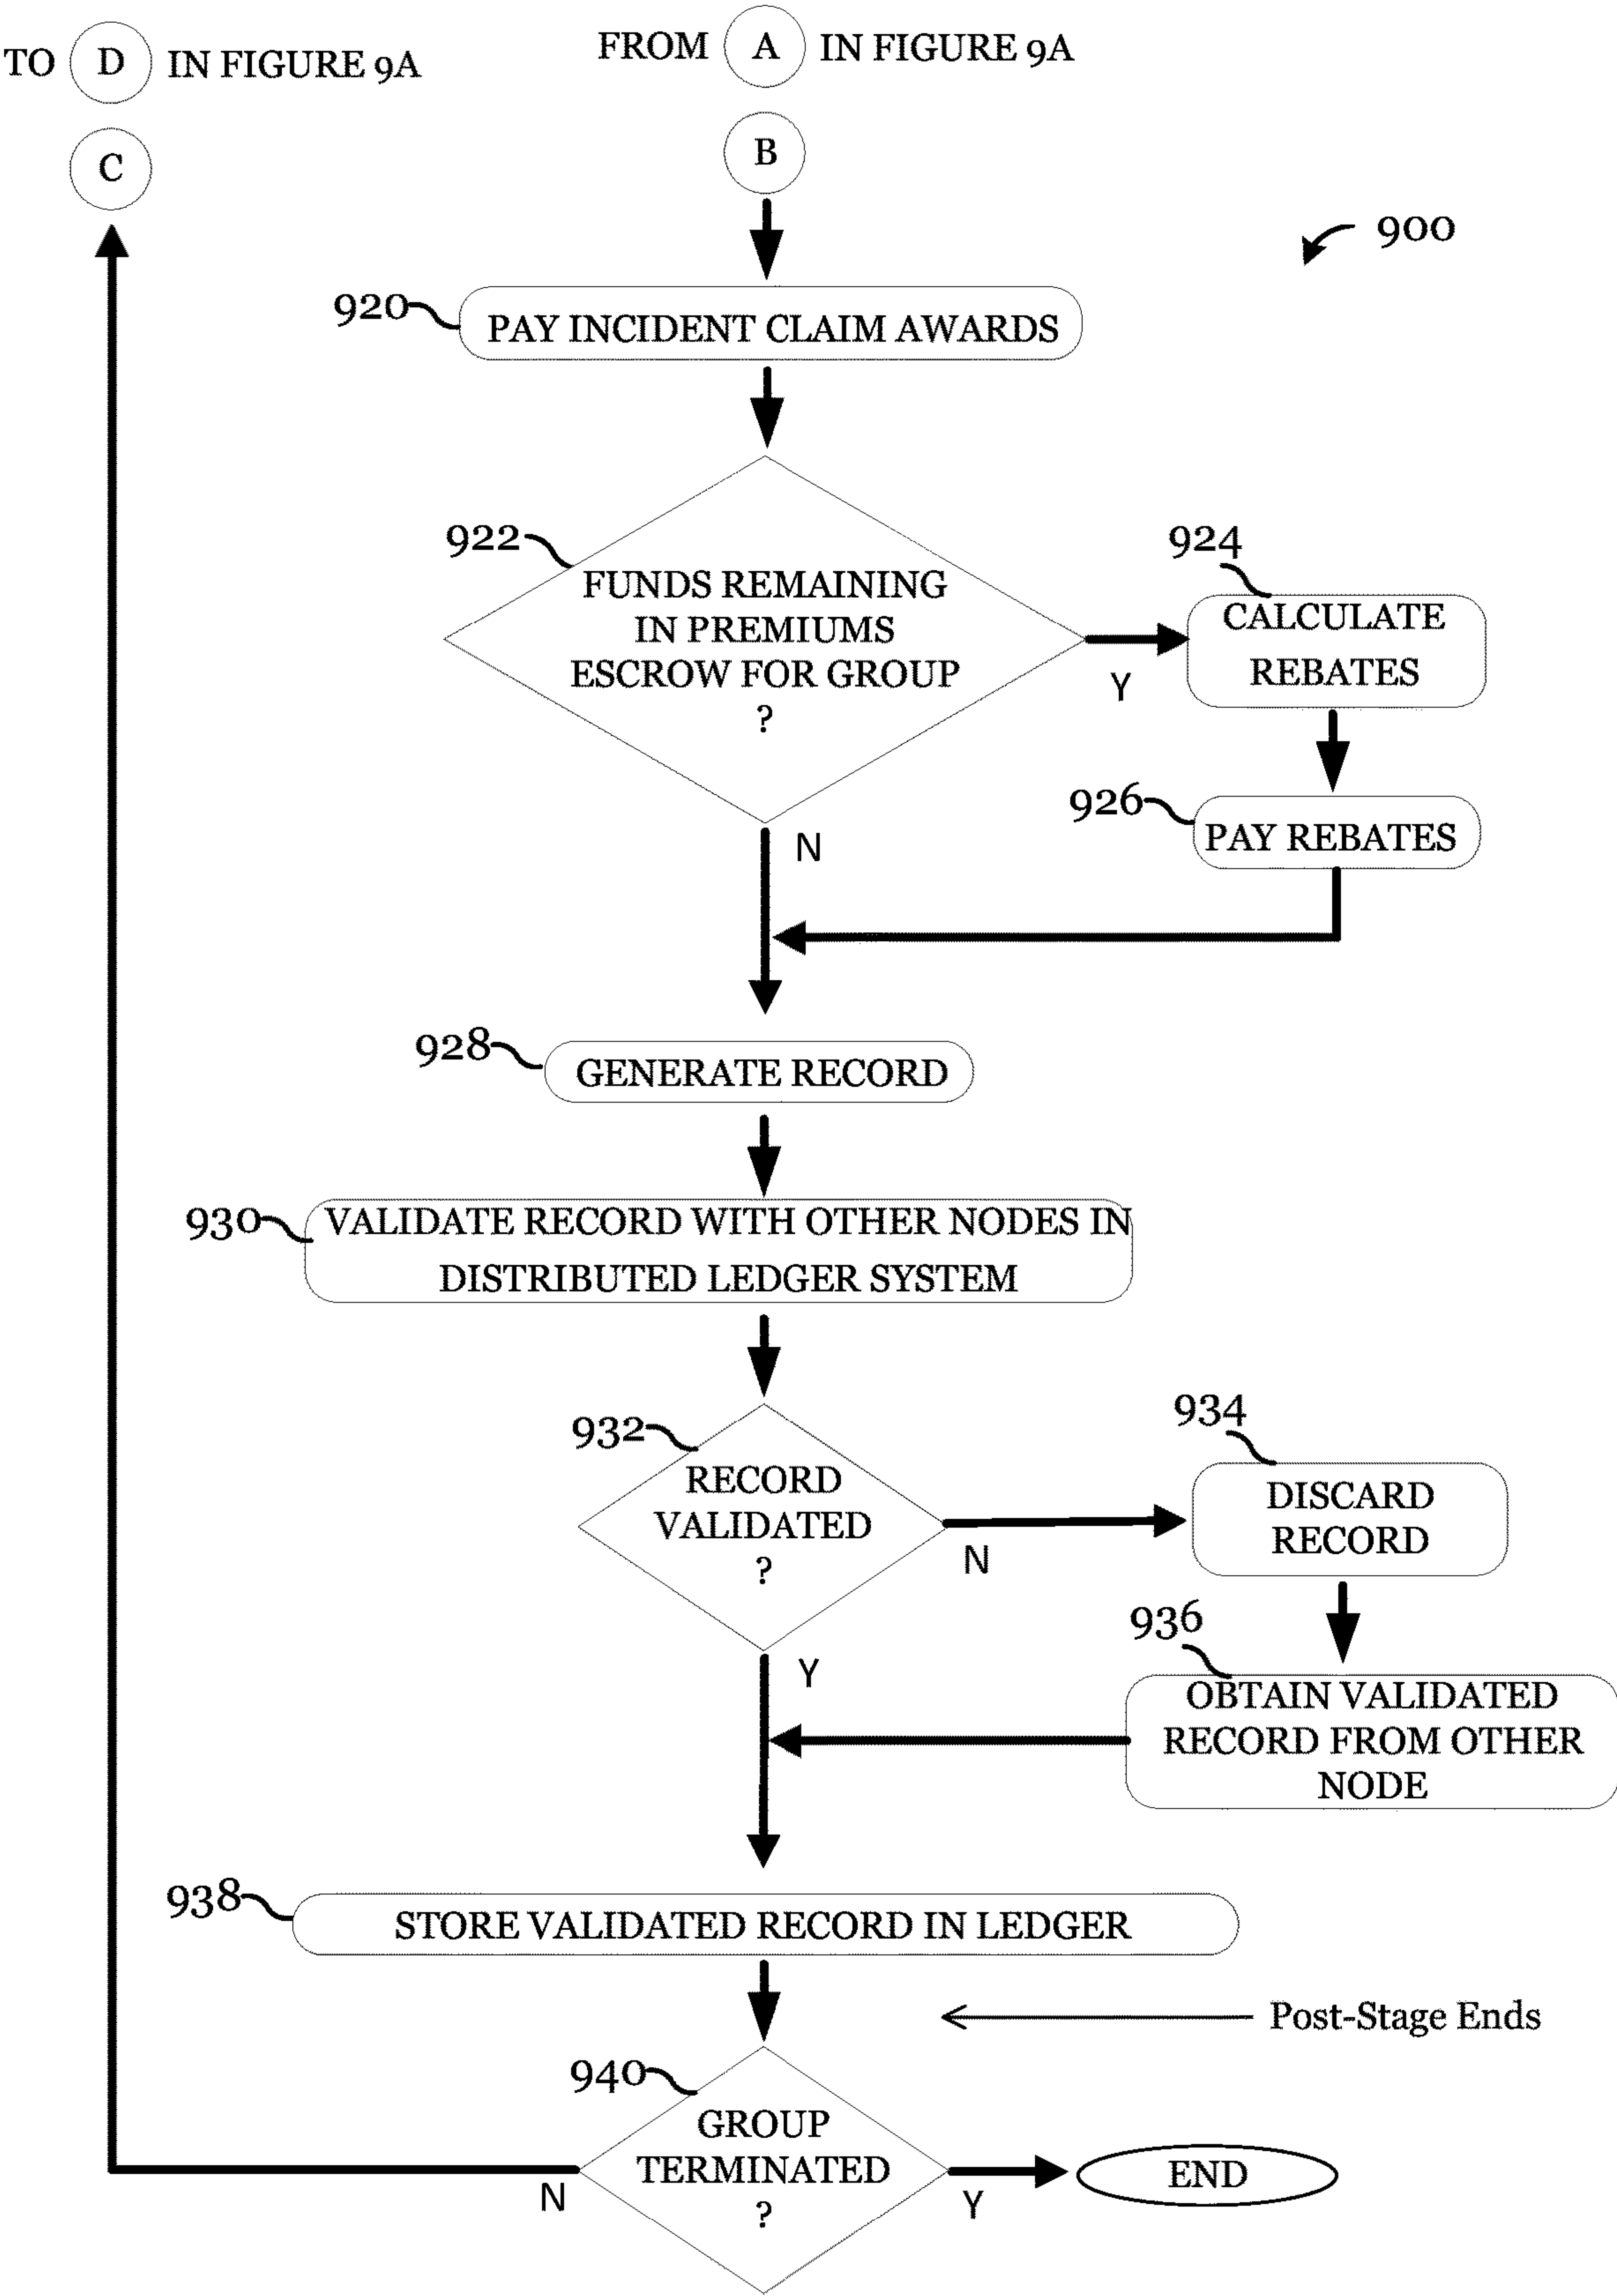 TO D IN FIGURE 9A
FROM A IN FIGURE 9A
C
B
900
920
PAY INCIDENT CLAIM AWARDS
922
FUNDS REMAINING
IN PREMIUMS
ESCROW FOR GROUP
?
Y
924
CALCULATE
REBATES
926
PAY REBATES
N
928
GENERATE RECORD
930
VALIDATE RECORD WITH OTHER NODES IN
DISTRIBUTED LEDGER SYSTEM
932
RECORD
VALIDATED
?
N
934
DISCARD
RECORD
936
OBTAIN VALIDATED
RECORD FROM OTHER
NODE
Y
938
STORE VALIDATED RECORD IN LEDGER
Post-Stage Ends
940
GROUP
TERMINATED
?
N
Y
END